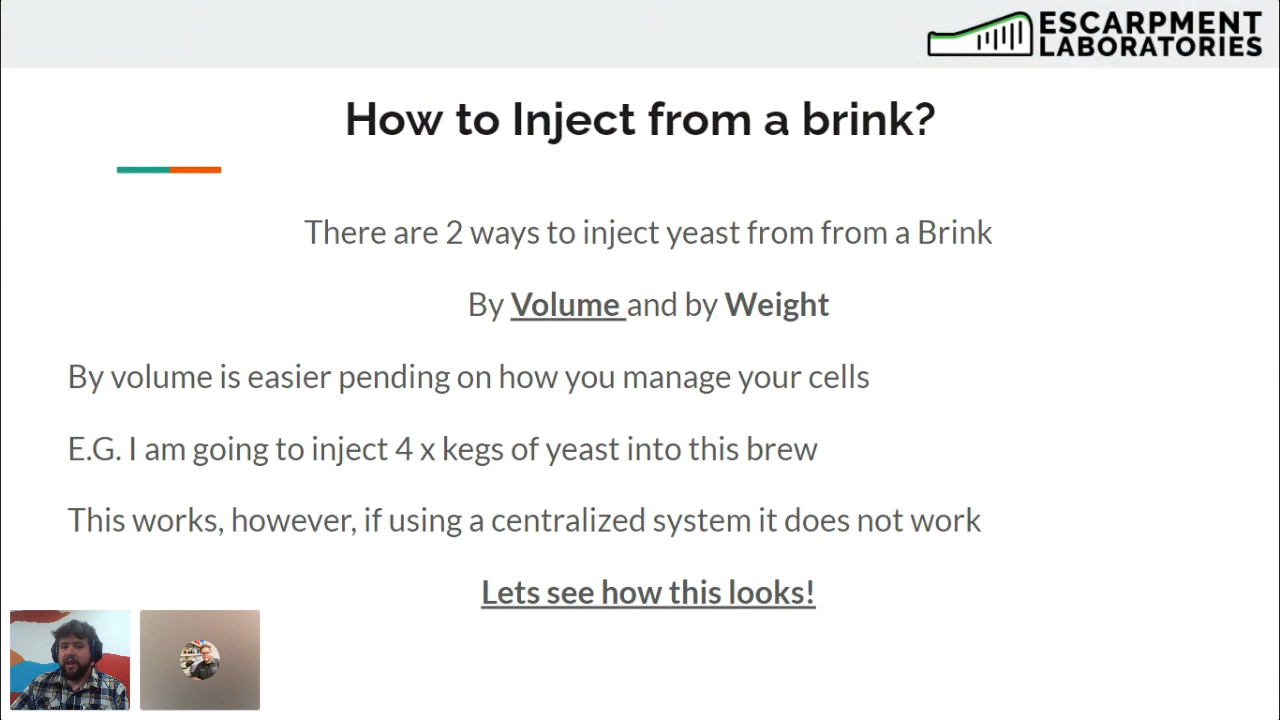 ESCARPMENT
LABORATORIES
How to Inject from a brink?
There are 2 ways to inject yeast from from a Brink
By Volume and by Weight
By volume is easier pending on how you manage your cells
E.G. I am going to inject 4 x kegs of yeast into this brew
This works, however, if using a centralized system it does not work
Lets see how this looks!